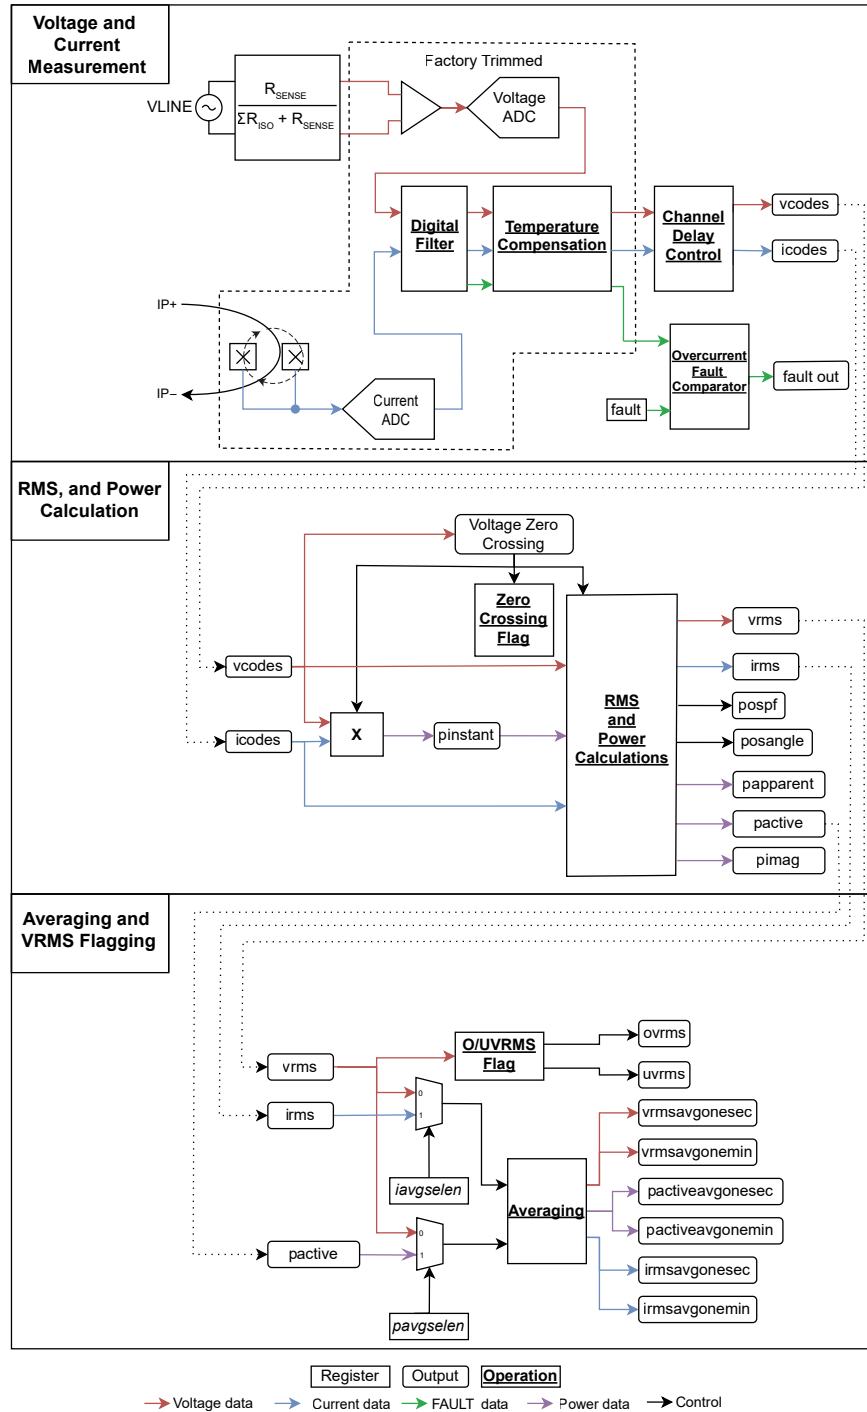 Voltage and
Current
Measurement
Factory Trimmed
VLINE
R_SENSE
ΣR_ISO + R_SENSE
Voltage
ADC
Digital
Filter
Temperature
Compensation
Channel
Delay
Control
vcodes
icodes
IP+
IP–
Current
ADC
Overcurrent
Fault
Comparator
fault
fault out
RMS, and Power
Calculation
Voltage Zero
Crossing
Zero
Crossing
Flag
vcodes
icodes
X
pinstant
RMS
and
Power
Calculations
vrms
irms
pospf
posangle
papparent
pactive
pimag
Averaging and
VRMS Flagging
vrms
irms
pactive
O/UVRMS
Flag
ovrms
uvrms
0
1
iavgselen
0
1
pavgselen
Averaging
vrmsavgonesec
vrmsavgonemin
pactiveavgonesec
pactiveavgonemin
irmsavgonesec
irmsavgonemin
Register
Output
Operation
Voltage data
Current data
FAULT data
Power data
Control